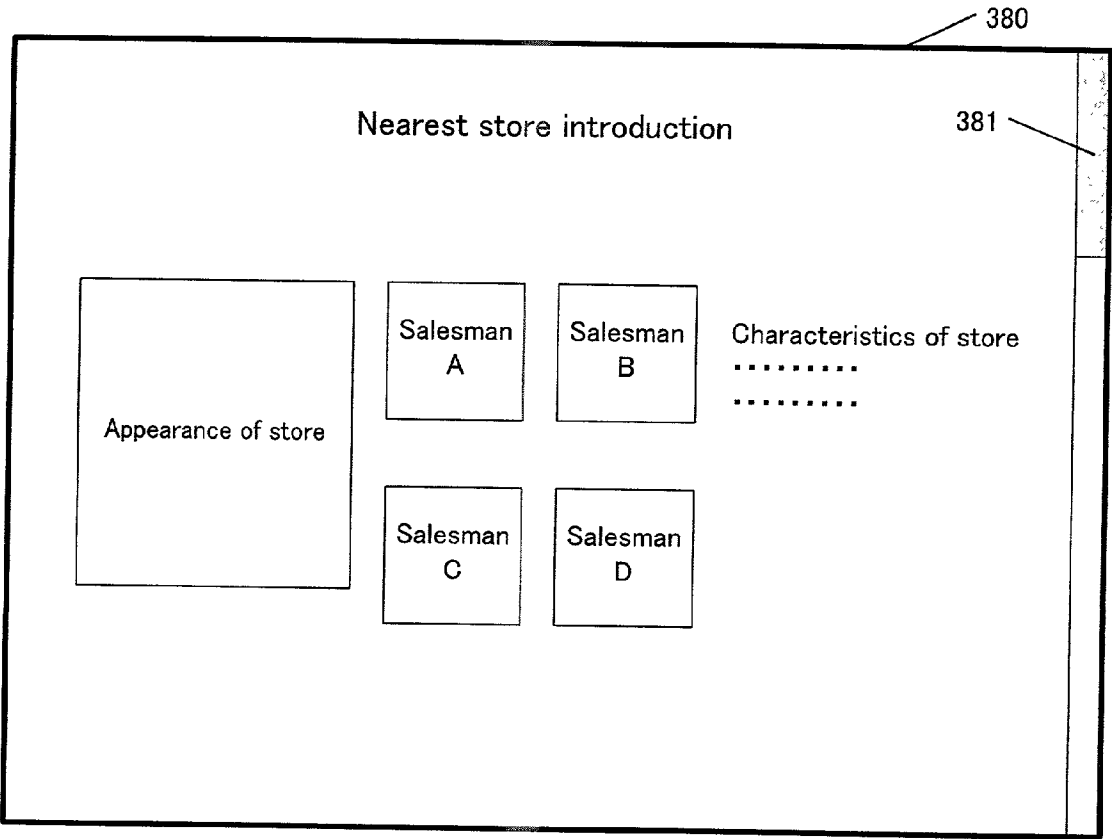 380
Nearest store introduction
381
Salesman
A
Salesman
B
Characteristics of store
.........
.........
Appearance of store
Salesman
C
Salesman
D